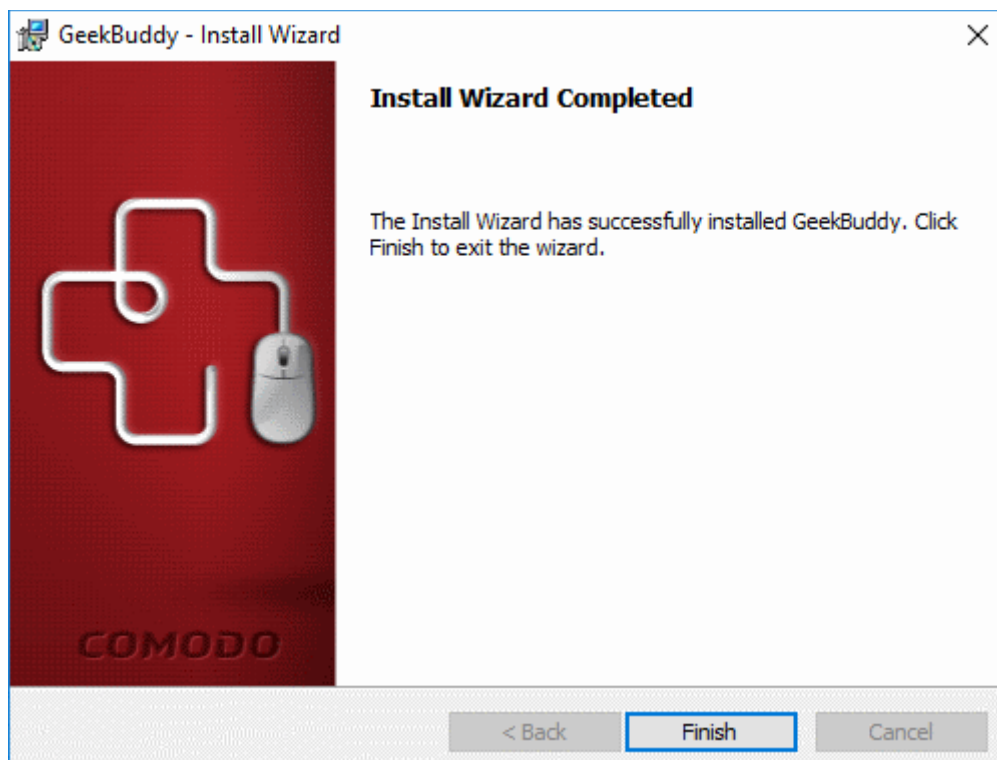 GeekBuddy - Install Wizard
Install Wizard Completed
The Install Wizard has successfully installed GeekBuddy. Click
Finish to exit the wizard.
COMODO
< Back
Finish
Cancel